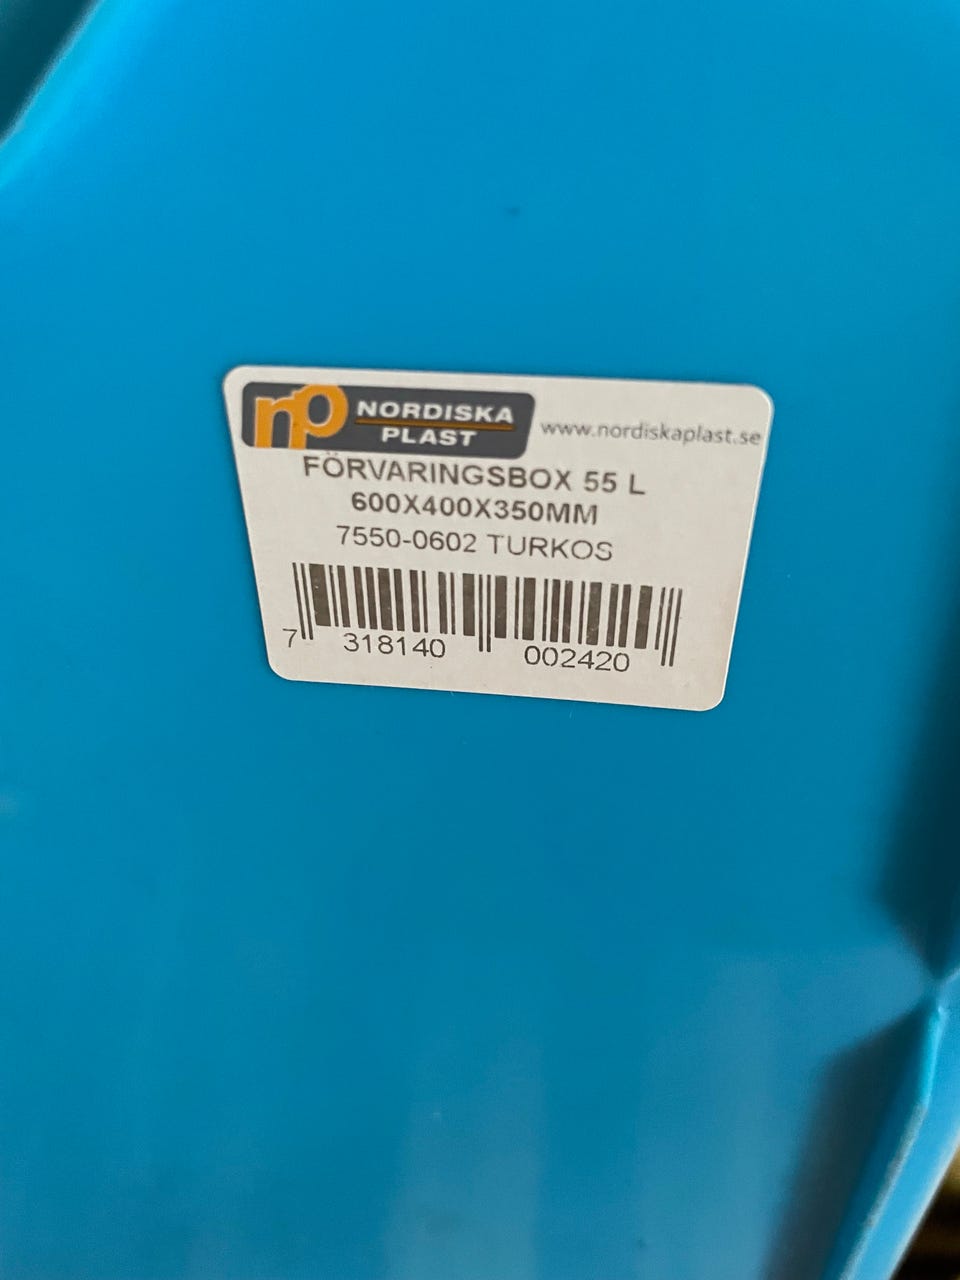 np NORDISKA PLAST www.nordiskaplast.se
FÖRVARINGSBOX 55 L
600X400X350MM
7550-0602 TURKOS
7 318140 002420